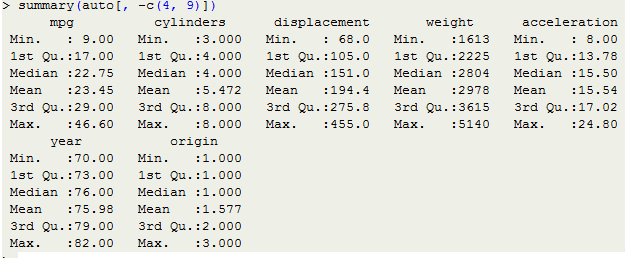 > summary(auto[, -c(4, 9)])
      mpg          cylinders      displacement       weight      acceleration
 Min.   : 9.00   Min.   :3.000   Min.   : 68.0   Min.   :1613   Min.   : 8.00
 1st Qu.:17.00   1st Qu.:4.000   1st Qu.:105.0   1st Qu.:2225   1st Qu.:13.78
 Median :22.75   Median :4.000   Median :151.0   Median :2804   Median :15.50
 Mean   :23.45   Mean   :5.472   Mean   :194.4   Mean   :2978   Mean   :15.54
 3rd Qu.:29.00   3rd Qu.:8.000   3rd Qu.:275.8   3rd Qu.:3615   3rd Qu.:17.02
 Max.   :46.60   Max.   :8.000   Max.   :455.0   Max.   :5140   Max.   :24.80
      year           origin
 Min.   :70.00   Min.   :1.000
 1st Qu.:73.00   1st Qu.:1.000
 Median :76.00   Median :1.000
 Mean   :75.98   Mean   :1.577
 3rd Qu.:79.00   3rd Qu.:2.000
 Max.   :82.00   Max.   :3.000